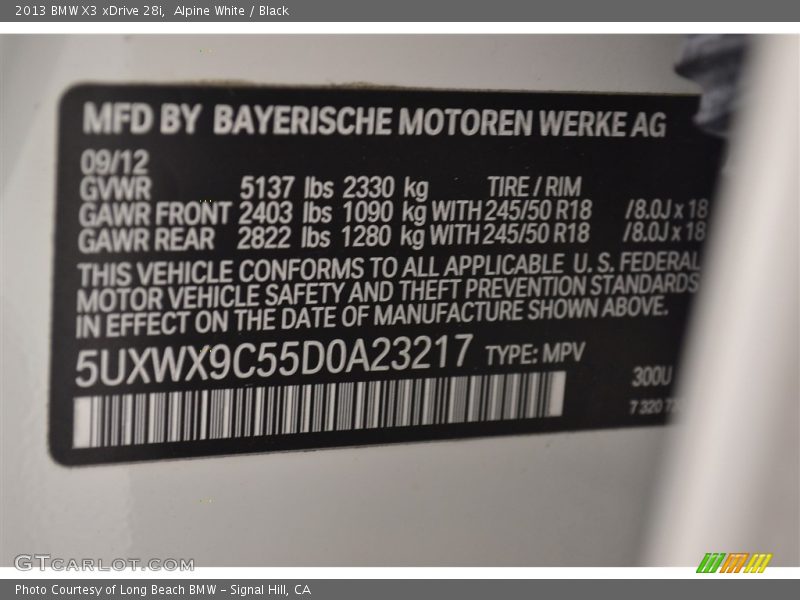 2013 BMW X3 xDrive 28i,  Alpine White / Black
MFD BY BAYERISCHE MOTOREN WERKE AG
09/12
GVWR 5137 lbs 2330 kg TIRE / RIM
GAWR FRONT 2403 lbs 1090 kg WITH 245/50 R18 /8.0J x 18
GAWR REAR 2822 lbs 1280 kg WITH 245/50 R18 /8.0J x 18
THIS VEHICLE CONFORMS TO ALL APPLICABLE U. S. FEDERAL
MOTOR VEHICLE SAFETY AND THEFT PREVENTION STANDARDS
IN EFFECT ON THE DATE OF MANUFACTURE SHOWN ABOVE.
5UXWX9C55D0A23217 TYPE: MPV
300U
7 320
GTCARLOT.COM
Photo Courtesy of Long Beach BMW - Signal Hill, CA